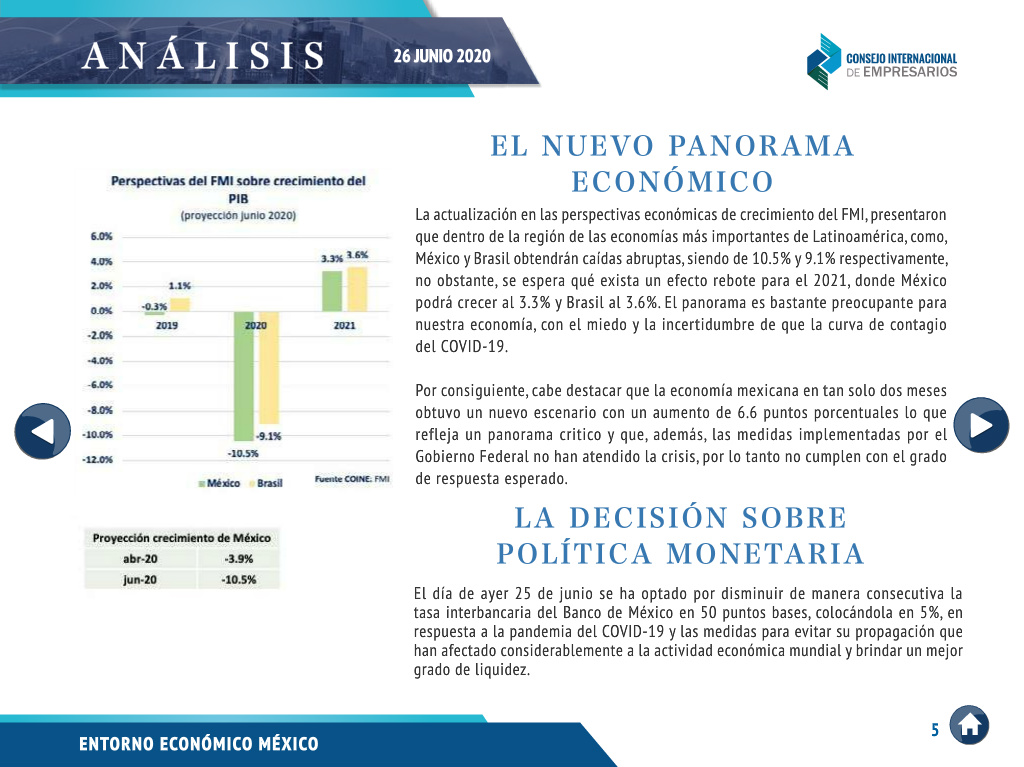 ANÁLISIS
26 JUNIO 2020
CONSEJO INTERNACIONAL
DE EMPRESARIOS
Perspectivas del FMI sobre crecimiento del
PIB
(proyección junio 2020)
6.0%
4.0%
2.0%
0.0%
-2.0%
-4.0%
-6.0%
-8.0%
-10.0%
-12.0%
-0.3%
1.1%
2019
-10.5%
-9.1%
2020
3.3%
3.6%
2021
México
Brasil
Fuente COINE: FMI
Proyección crecimiento de México
abr-20 -3.9%
jun-20 -10.5%
EL NUEVO PANORAMA
ECONÓMICO
La actualización en las perspectivas económicas de crecimiento del FMI, presentaron
que dentro de la región de las economías más importantes de Latinoamérica, como,
México y Brasil obtendrán caídas abruptas, siendo de 10.5% y 9.1% respectivamente,
no obstante, se espera qué exista un efecto rebote para el 2021, donde México
podrá crecer al 3.3% y Brasil al 3.6%. El panorama es bastante preocupante para
nuestra economía, con el miedo y la incertidumbre de que la curva de contagio
del COVID-19.
Por consiguiente, cabe destacar que la economía mexicana en tan solo dos meses
obtuvo un nuevo escenario con un aumento de 6.6 puntos porcentuales lo que
refleja un panorama critico y que, además, las medidas implementadas por el
Gobierno Federal no han atendido la crisis, por lo tanto no cumplen con el grado
de respuesta esperado.
LA DECISIÓN SOBRE
POLÍTICA MONETARIA
El día de ayer 25 de junio se ha optado por disminuir de manera consecutiva la
tasa interbancaria del Banco de México en 50 puntos bases, colocándola en 5%, en
respuesta a la pandemia del COVID-19 y las medidas para evitar su propagación que
han afectado considerablemente a la actividad económica mundial y brindar un mejor
grado de liquidez.
5
ENTORNO ECONÓMICO MÉXICO